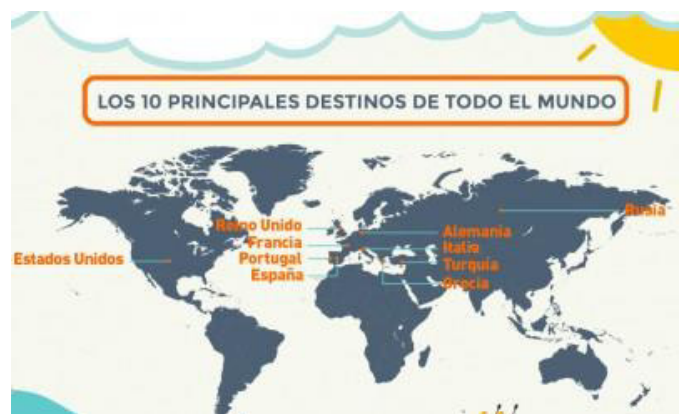 LOS 10 PRINCIPALES DESTINOS DE TODO EL MUNDO
Reino Unido
Francia
Portugal
España
Estados Unidos
Alemania
Italia
Turquía
Grecia
Rusia